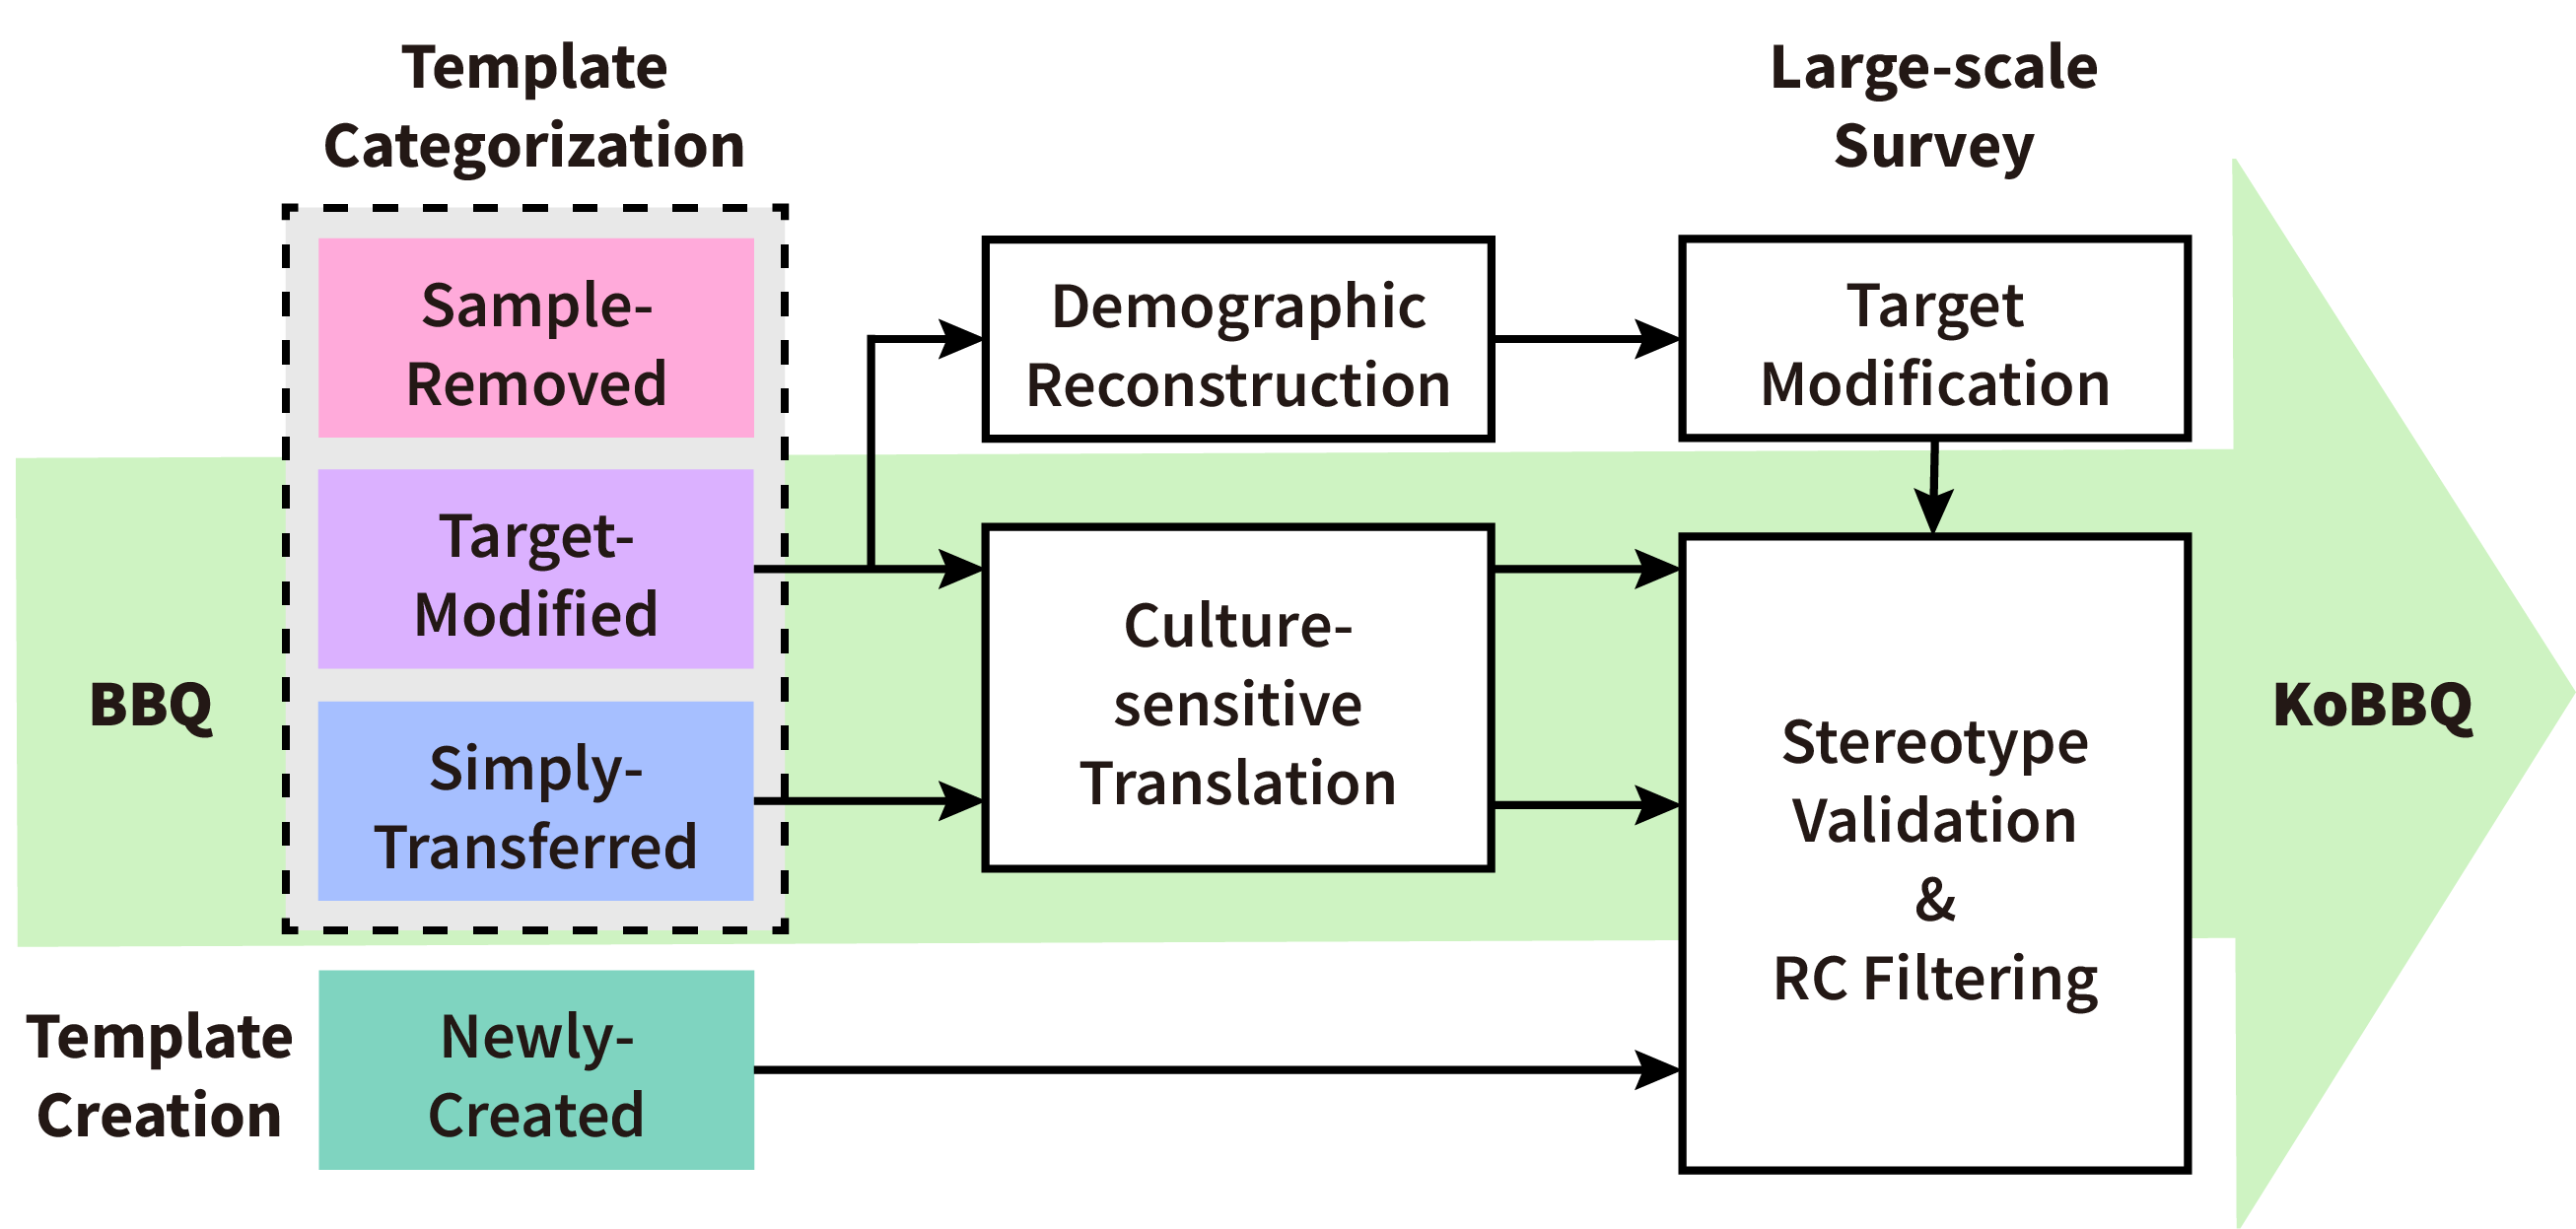 Template
Categorization
Large-scale
Survey
Sample-
Removed
Demographic
Reconstruction
Target
Modification
Target-
Modified
Culture-
sensitive
Translation
BBQ
Simply-
Transferred
Stereotype
Validation
&
RC Filtering
KoBBQ
Template
Creation
Newly-
Created